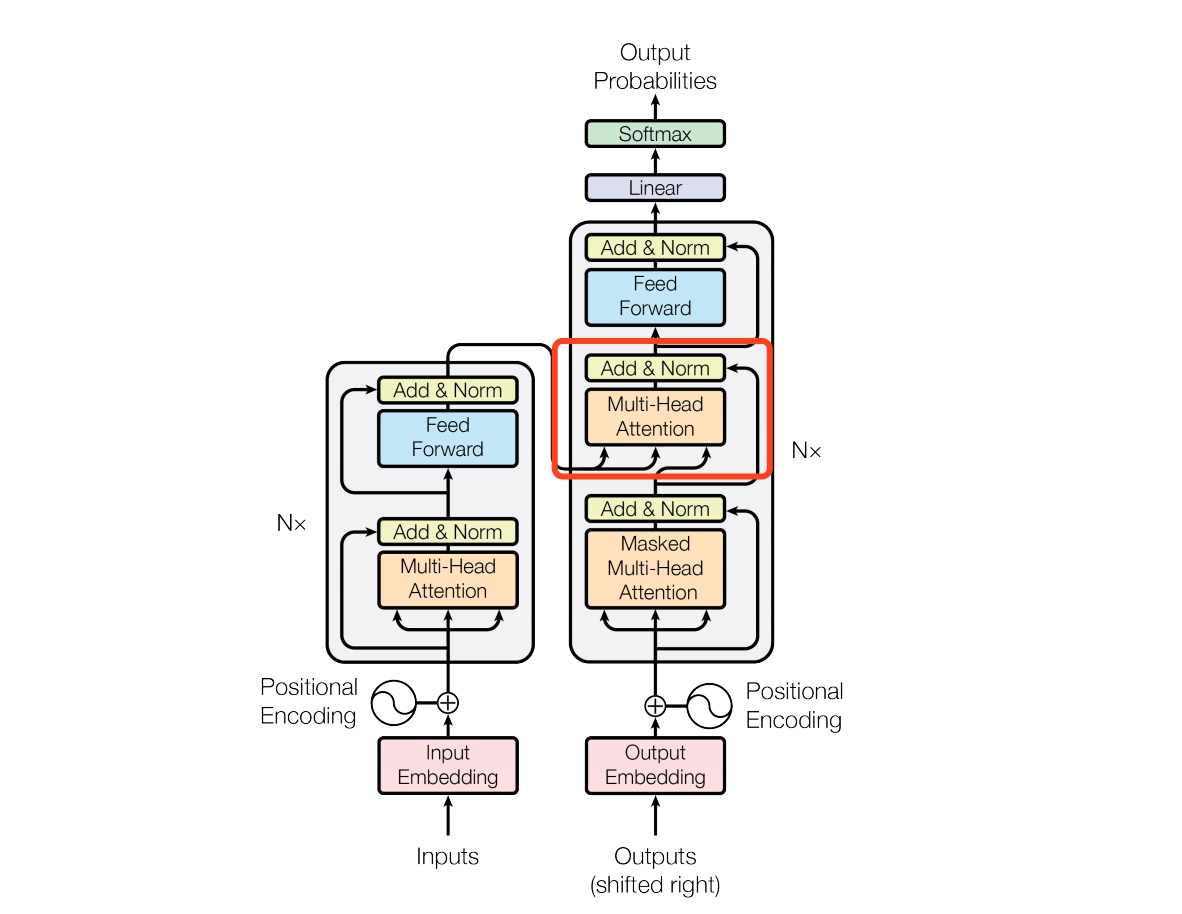 Output
Probabilities
Softmax
Linear
Add & Norm
Feed
Forward
Add & Norm
Multi-Head
Attention
Add & Norm
Masked
Multi-Head
Attention
Nx
Positional
Encoding
Output
Embedding
Outputs
(shifted right)
Add & Norm
Feed
Forward
Add & Norm
Multi-Head
Attention
Nx
Positional
Encoding
Input
Embedding
Inputs